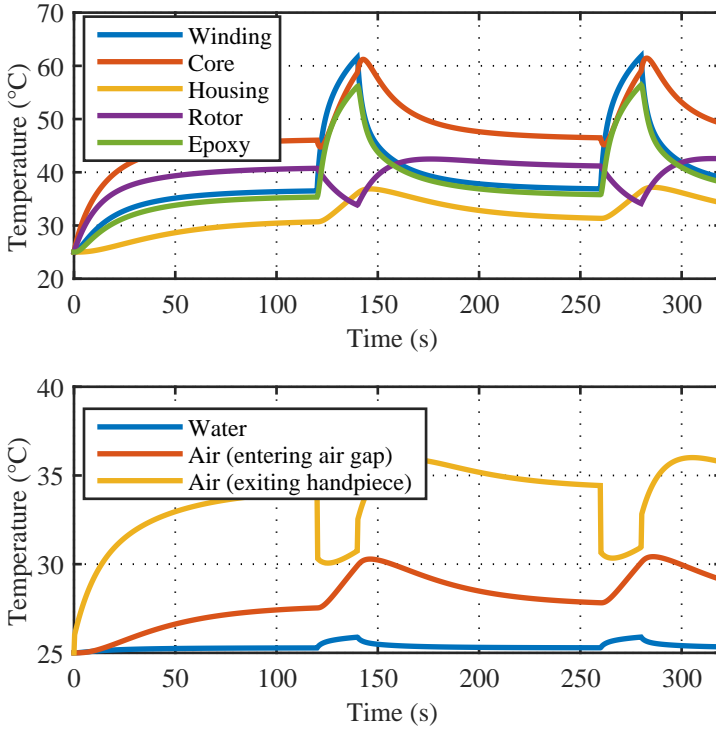 70
60
50
40
30
20
Temperature (°C)
Winding
Core
Housing
Rotor
Epoxy
0 50 100 150 200 250 300
Time (s)
40
35
30
25
Temperature (°C)
Water
Air (entering air gap)
Air (exiting handpiece)
0 50 100 150 200 250 300
Time (s)